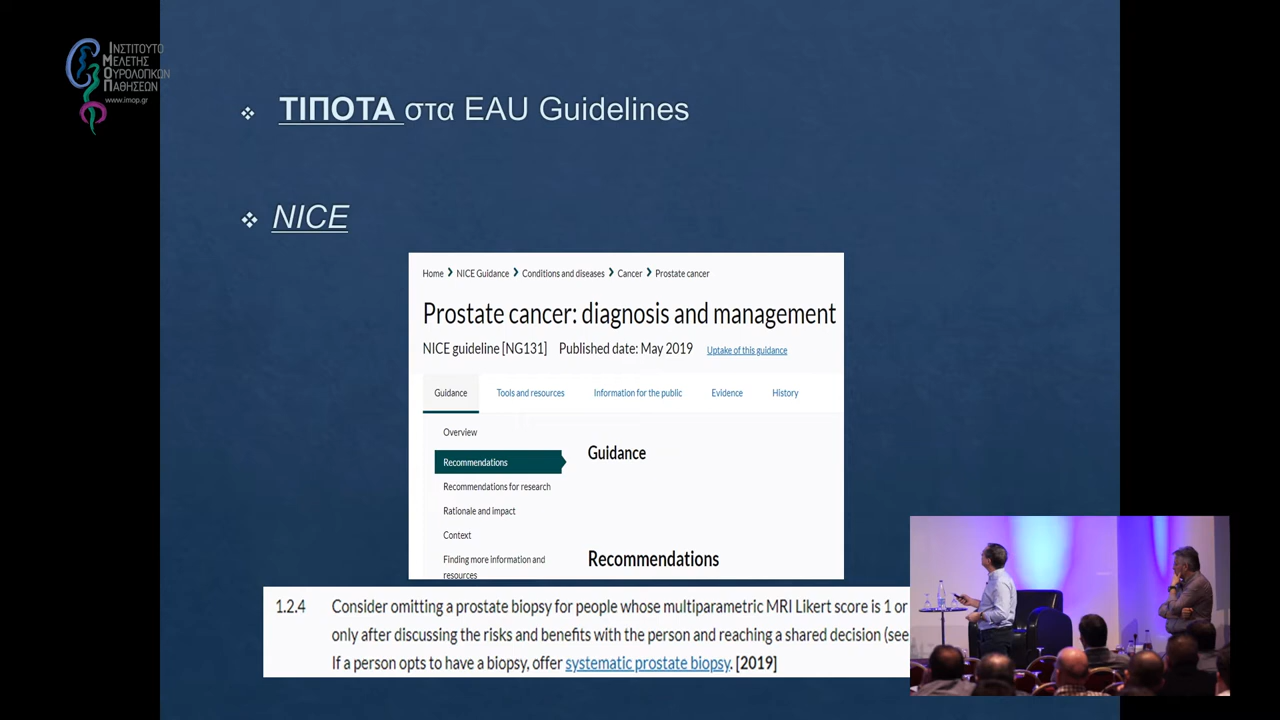 ΙΝΣΤΙΤΟΥΤΟ
ΜΕΛΕΤΗΣ
ΟΥΡΟΛΟΓΙΚΩΝ
ΠΑΘΗΣΕΩΝ
www.imop.gr
ΤΙΠΟΤΑ στα EAU Guidelines
NICE
Home > NICE Guidance > Conditions and diseases > Cancer > Prostate cancer
Prostate cancer: diagnosis and management
NICE guideline [NG131] Published date: May 2019 Uptake of this guidance
Guidance Tools and resources Information for the public Evidence History
Overview
Guidance
Recommendations
Recommendations for research
Rationale and impact
Context
Finding more information and
resources
Recommendations
1.2.4 Consider omitting a prostate biopsy for people whose multiparametric MRI Likert score is 1 or
only after discussing the risks and benefits with the person and reaching a shared decision (see
If a person opts to have a biopsy, offer systematic prostate biopsy. [2019]